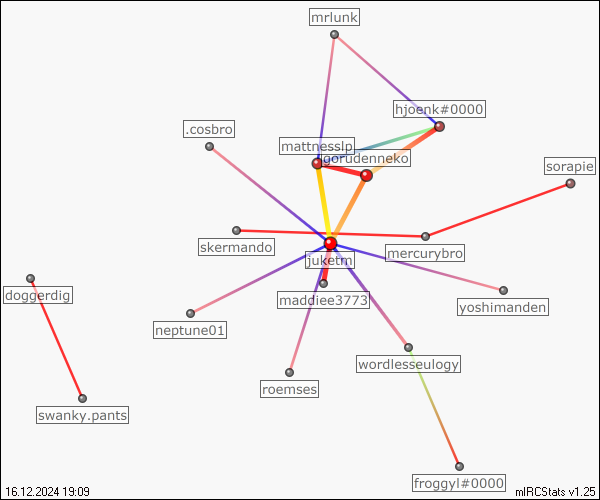 mrlunk
hjoenk#0000
.cosbro
mattnesslp
gorudenneko
sorapie
skermando
mercurybro
juketm
doggerdig
maddiee3773
yoshimanden
neptune01
wordlesseulogy
roemses
swanky.pants
froggyl#0000
16.12.2024 19:09
mIRCStats v1.25